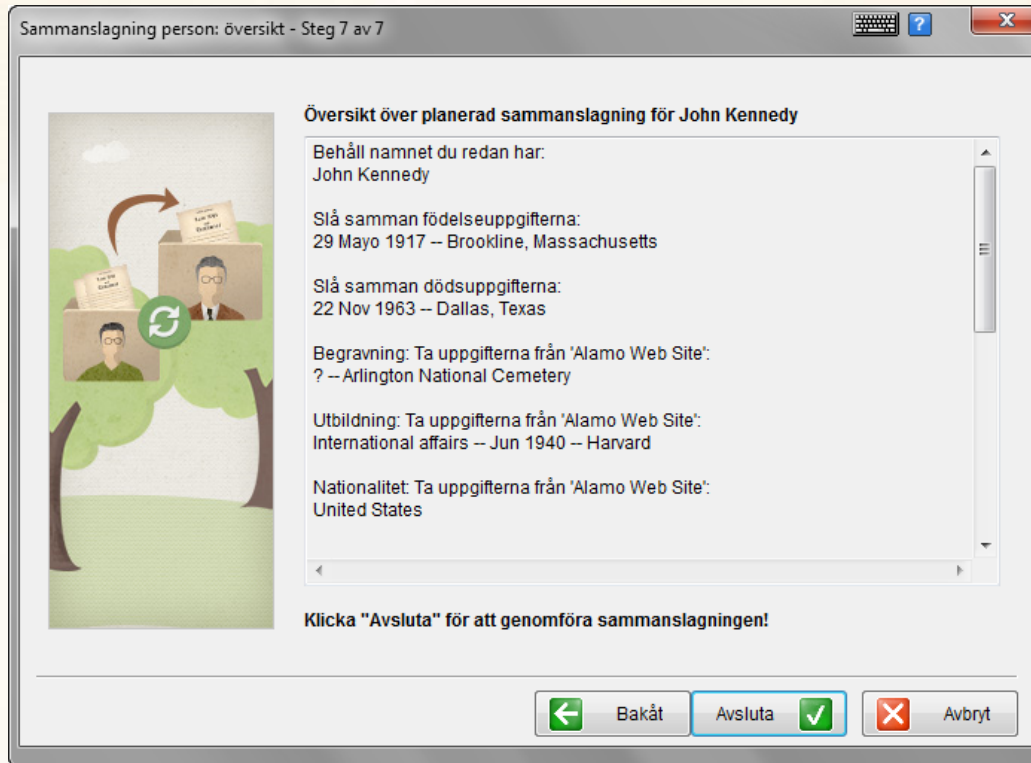 Sammanslagning person: översikt - Steg 7 av 7
?
X
Översikt över planerad sammanslagning för John Kennedy
Behåll namnet du redan har:
John Kennedy
Slå samman födelseuppgifterna:
29 Mayo 1917 -- Brookline, Massachusetts
Slå samman dödsuppgifterna:
22 Nov 1963 -- Dallas, Texas
Begravning: Ta uppgifterna från 'Alamo Web Site':
? -- Arlington National Cemetery
Utbildning: Ta uppgifterna från 'Alamo Web Site':
International affairs -- Jun 1940 -- Harvard
Nationalitet: Ta uppgifterna från 'Alamo Web Site':
United States
Klicka "Avsluta" för att genomföra sammanslagningen!
Bakåt
Avsluta
Avbryt